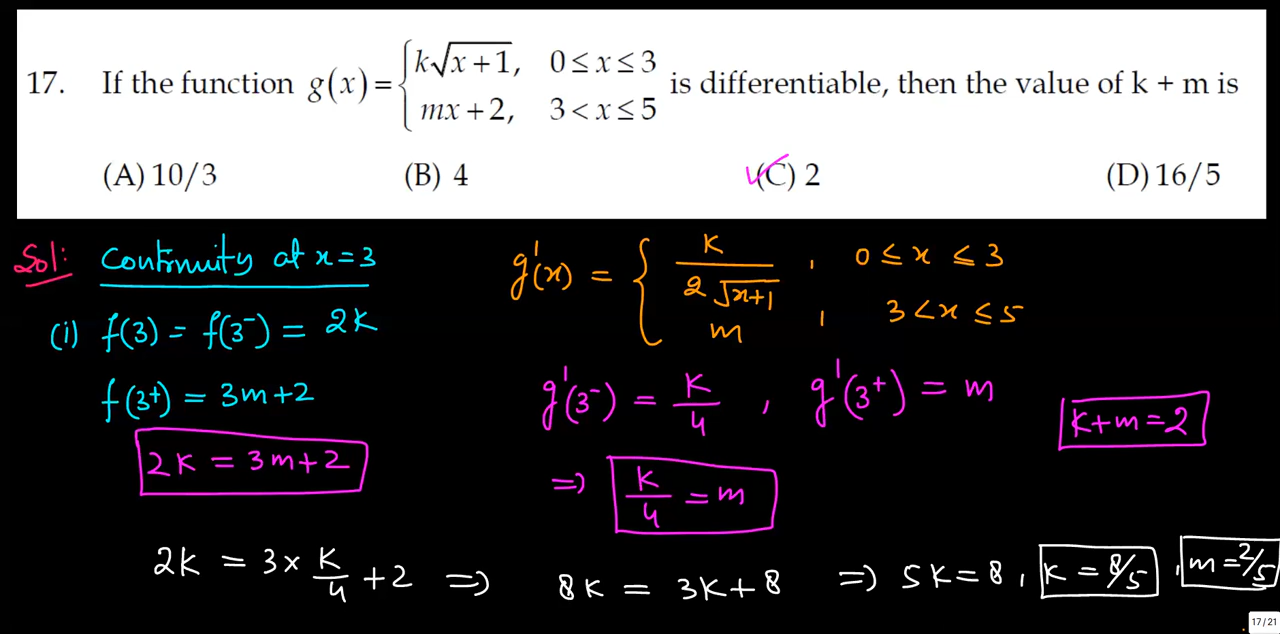 17. If the function g(x) = { k√(x+1), 0 ≤ x ≤ 3
mx + 2, 3 < x ≤ 5 is differentiable, then the value of k + m is
(A) 10/3 (B) 4 (C) 2 (D) 16/5
Sol: Continuity at x = 3
(i) f(3) = f(3⁻) = 2k
f(3⁺) = 3m + 2
2k = 3m + 2
g'(x) = { k / 2√(x+1) , 0 ≤ x ≤ 3
m , 3 < x ≤ 5
g'(3⁻) = k/4 , g'(3⁺) = m
⇒ k/4 = m
k + m = 2
2k = 3 × k/4 + 2 ⇒ 8k = 3k + 8 ⇒ 5k = 8 , k = 8/5 , m = 2/5
17/21